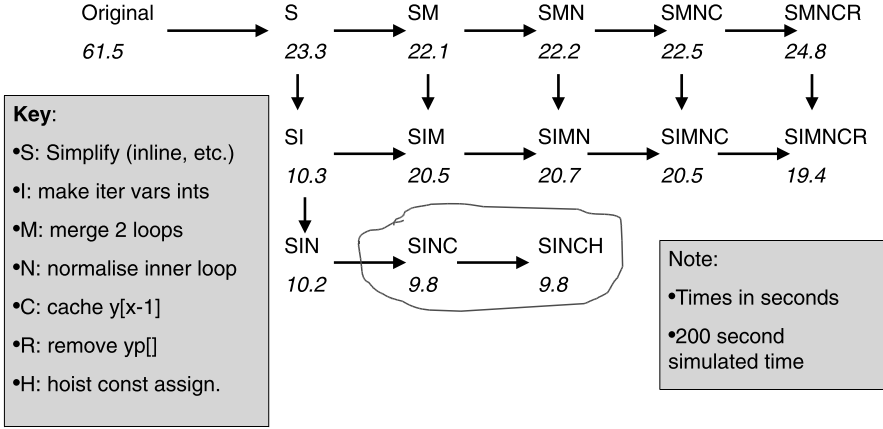 Original S SM SMN SMNC SMNCR
61.5 23.3 22.1 22.2 22.5 24.8
Key:
•S: Simplify (inline, etc.)
•I: make iter vars ints
•M: merge 2 loops
•N: normalise inner loop
•C: cache y[x-1]
•R: remove yp[]
•H: hoist const assign.
SI SIM SIMN SIMNC SIMNCR
10.3 20.5 20.7 20.5 19.4
SIN SINC SINCH
10.2 9.8 9.8
Note:
•Times in seconds
•200 second
simulated time